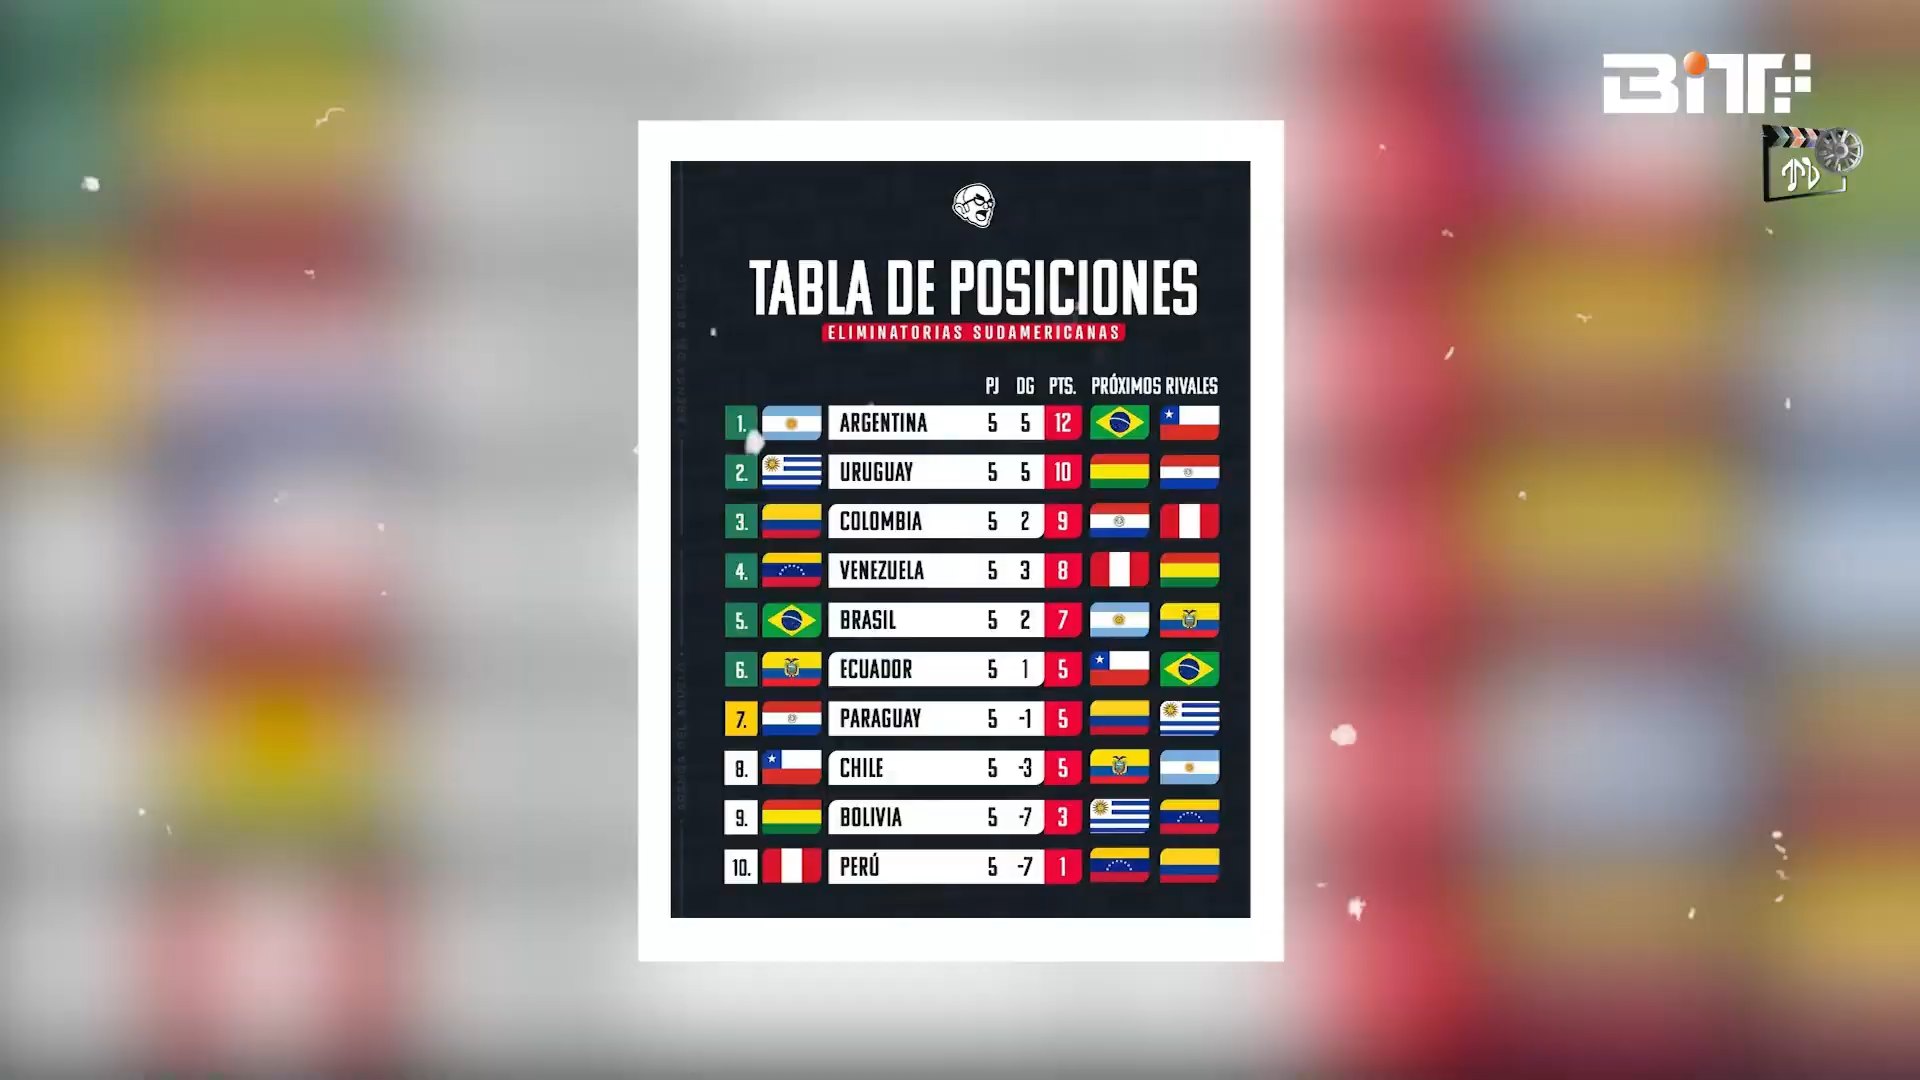 BiT
TABLA DE POSICIONES
ELIMINATORIAS SUDAMERICANAS
PJ DG PTS. PRÓXIMOS RIVALES
1. ARGENTINA 5 5 12
2. URUGUAY 5 5 10
3. COLOMBIA 5 2 9
4. VENEZUELA 5 3 8
5. BRASIL 5 2 7
6. ECUADOR 5 1 5
7. PARAGUAY 5 -1 5
8. CHILE 5 -3 5
9. BOLIVIA 5 -7 3
10. PERÚ 5 -7 1